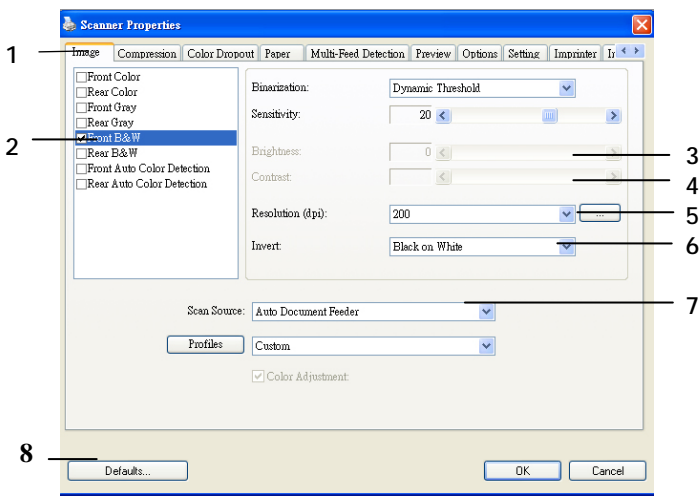 Scanner Properties
1
Image Compression Color Dropout Paper Multi-Feed Detection Preview Options Setting Imprinter
Front Color
Rear Color
Front Gray
Rear Gray
2 Front B&W
Rear B&W
Front Auto Color Detection
Rear Auto Color Detection
Binarization: Dynamic Threshold
Sensitivity: 20
Brightness: 0 3
Contrast: 4
Resolution (dpi): 200 ... 5
Invert: Black on White 6
Scan Source: Auto Document Feeder 7
Profiles Custom
Color Adjustment:
8
Defaults... OK Cancel